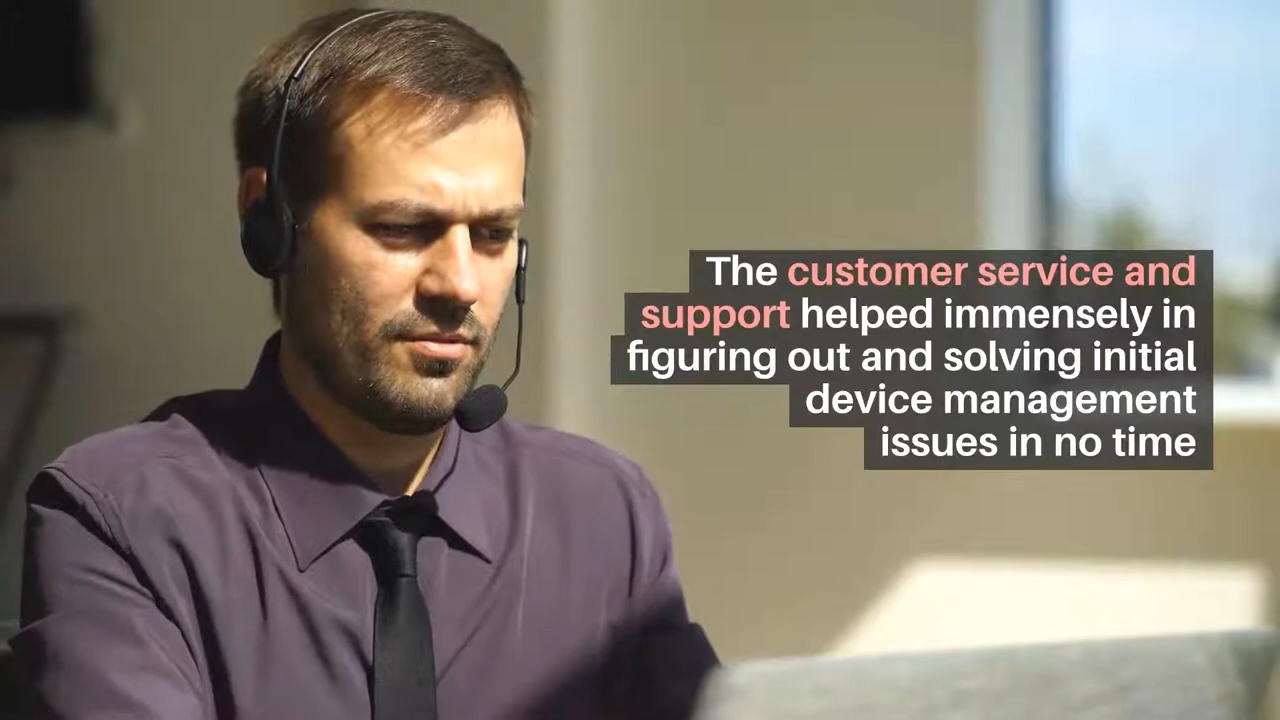 The customer service and
support helped immensely in
figuring out and solving initial
device management
issues in no time